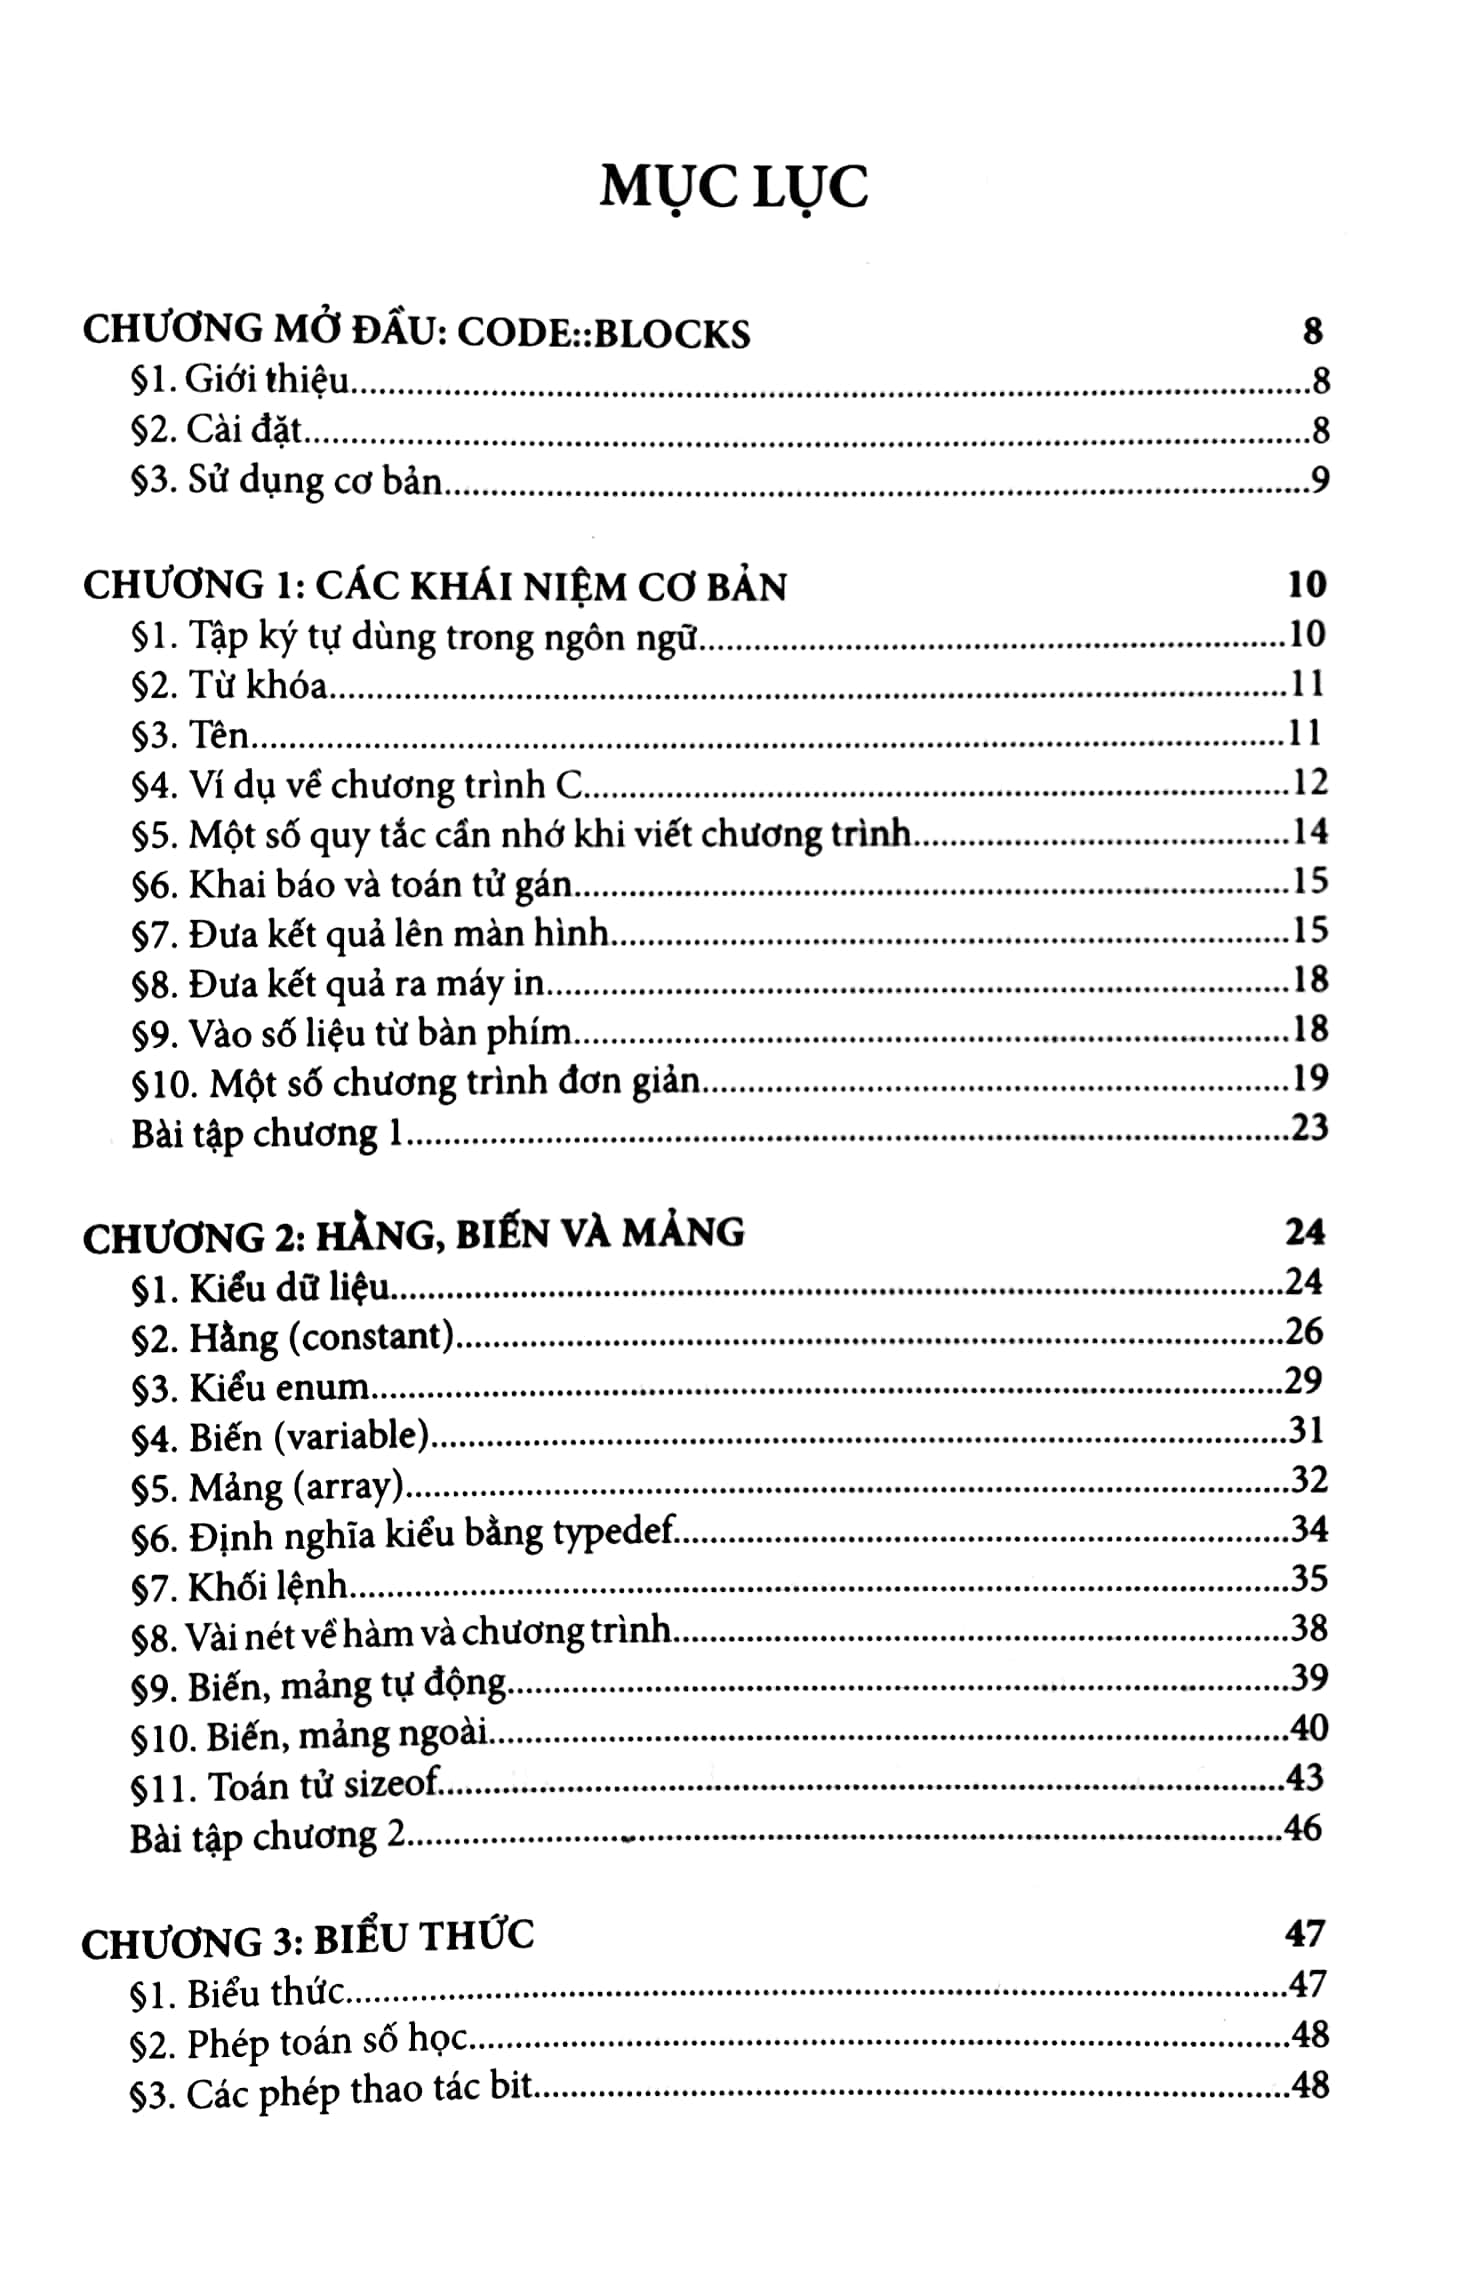 MỤC LỤC
CHƯƠNG MỞ ĐẦU: CODE::BLOCKS 8
§1. Giới thiệu 8
§2. Cài đặt 8
§3. Sử dụng cơ bản 9
CHƯƠNG 1: CÁC KHÁI NIỆM CƠ BẢN 10
§1. Tập ký tự dùng trong ngôn ngữ 10
§2. Từ khóa 11
§3. Tên 11
§4. Ví dụ về chương trình C 12
§5. Một số quy tắc cần nhớ khi viết chương trình 14
§6. Khai báo và toán tử gán 15
§7. Đưa kết quả lên màn hình 15
§8. Đưa kết quả ra máy in 18
§9. Vào số liệu từ bàn phím 18
§10. Một số chương trình đơn giản 19
Bài tập chương 1 23
CHƯƠNG 2: HẰNG, BIẾN VÀ MẢNG 24
§1. Kiểu dữ liệu 24
§2. Hằng (constant) 26
§3. Kiểu enum 29
§4. Biến (variable) 31
§5. Mảng (array) 32
§6. Định nghĩa kiểu bằng typedef 34
§7. Khối lệnh 35
§8. Vài nét về hàm và chương trình 38
§9. Biến, mảng tự động 39
§10. Biến, mảng ngoài 40
§11. Toán tử sizeof 43
Bài tập chương 2 46
CHƯƠNG 3: BIỂU THỨC 47
§1. Biểu thức 47
§2. Phép toán số học 48
§3. Các phép thao tác bit 48